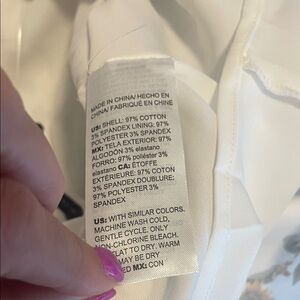 MADE IN CHINA/ HECHO EN
CHINA/ FABRIQUÉ EN CHINE
US: SHELL: 97% COTTON
3% SPANDEX LINING: 97%
POLYESTER 3% SPANDEX
MX: TELA EXTERIOR: 97%
ALGODÓN 3% elastano
FORRO: 97% poliéster 3%
elastano CA: ÉTOFFE
EXTÉRIEURE: 97% COTON
3% SPANDEX DOUBLURE:
97% POLYESTER 3%
SPANDEX
US: WITH SIMILAR COLORS.
MACHINE WASH COLD,
GENTLE CYCLE. ONLY
NON-CHLORINE BLEACH.
FLAT TO DRY. WARM
MAY BE DRY
ED MX: CON